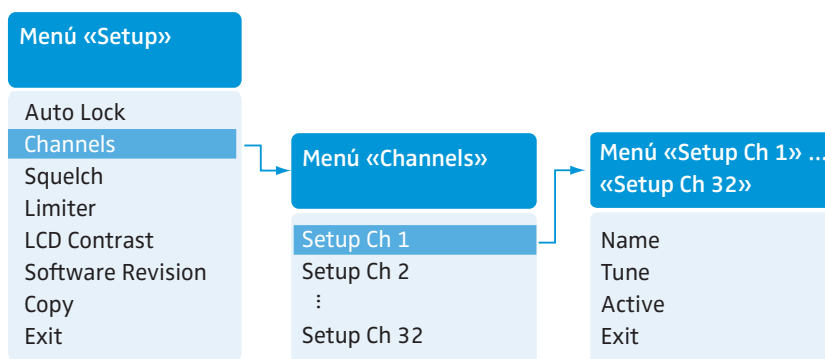 Menú «Setup»
Auto Lock
Channels
Squelch
Limiter
LCD Contrast
Software Revision
Copy
Exit
Menú «Channels»
Setup Ch 1
Setup Ch 2
⋮
Setup Ch 32
Menú «Setup Ch 1» ...
«Setup Ch 32»
Name
Tune
Active
Exit